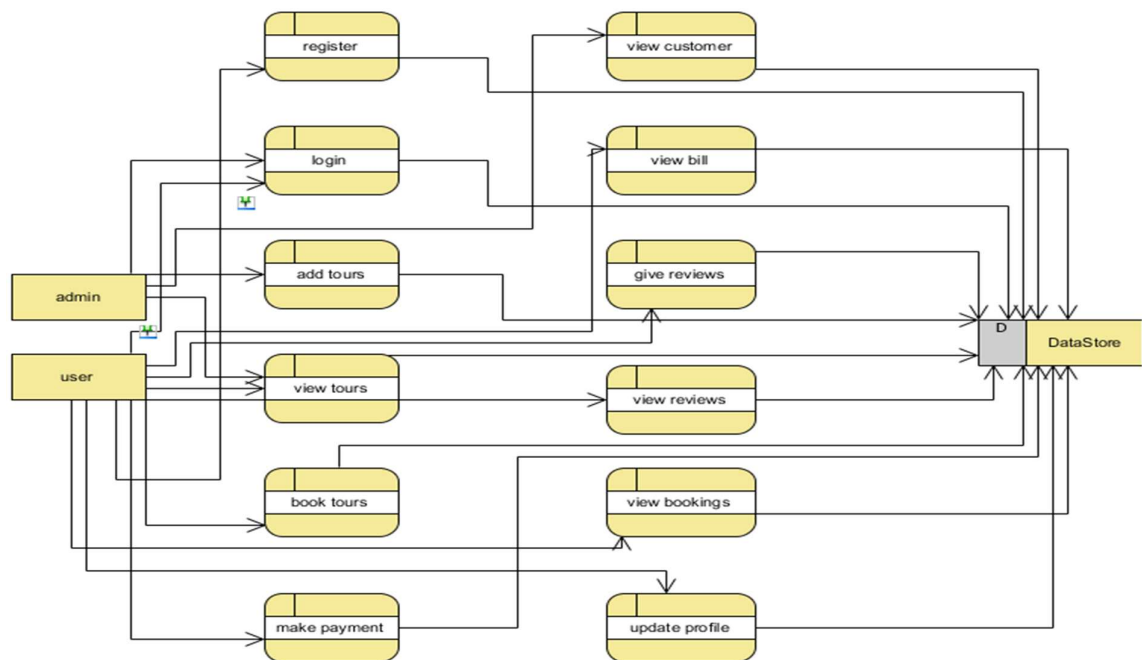 register
view customer
login
view bill
add tours
give reviews
admin
D
DataStore
user
view tours
view reviews
book tours
view bookings
make payment
update profile